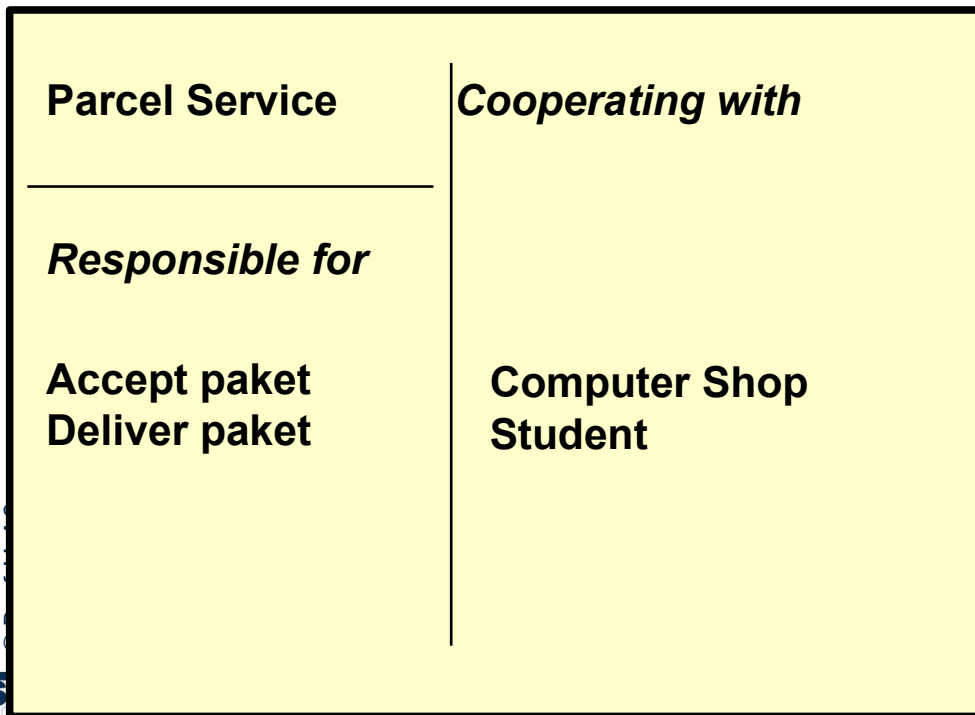 Parcel Service
Responsible for
Accept paket
Deliver paket
Cooperating with
Computer Shop
Student